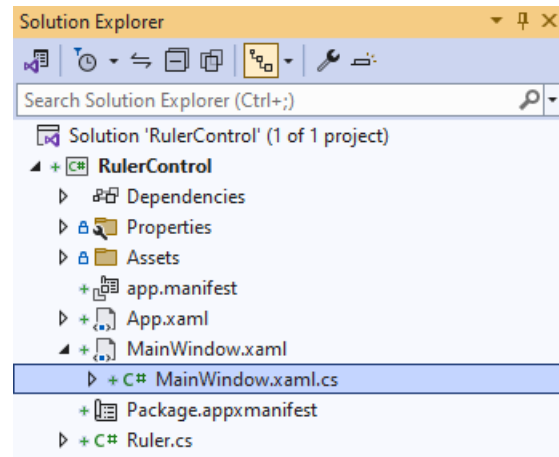 Solution Explorer
Search Solution Explorer (Ctrl+;)
Solution 'RulerControl' (1 of 1 project)
+ C# RulerControl
Dependencies
Properties
Assets
+ app.manifest
+ App.xaml
+ MainWindow.xaml
+ C# MainWindow.xaml.cs
+ Package.appxmanifest
+ C# Ruler.cs